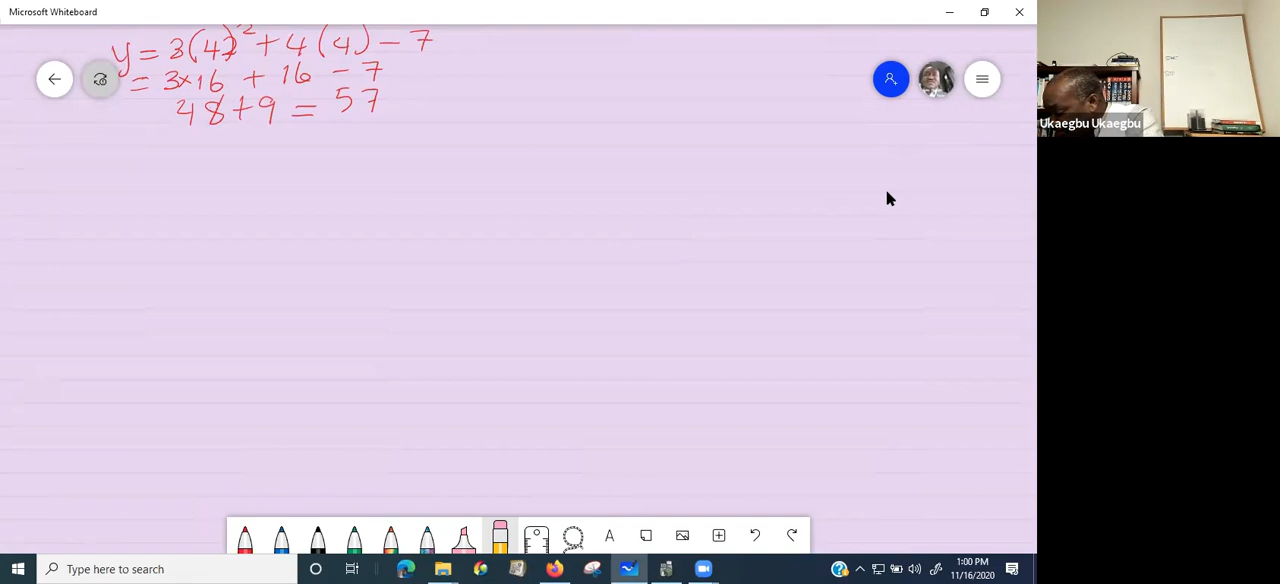 Microsoft Whiteboard
y = 3(4)² + 4(4) - 7
= 3×16 + 16 - 7
48 + 9 = 57
Ukaegbu Ukaegbu
A
Type here to search
1:00 PM
11/16/2020